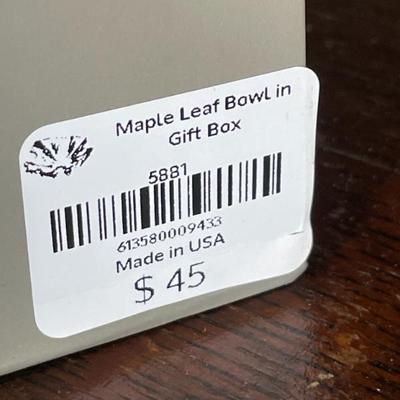 Maple Leaf Bowl in
Gift Box
5881
613580009433
Made in USA
$ 45